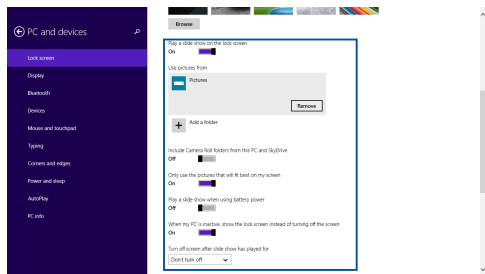 PC and devices
Lock screen
Display
Bluetooth
Devices
Mouse and touchpad
Typing
Corners and edges
Power and sleep
AutoPlay
PC info
Browse
Play a slide show on the lock screen
On
Use pictures from
Pictures
Remove
Add a folder
Include Camera Roll folders from this PC and SkyDrive
Off
Only use the pictures that will fit best on my screen
On
Play a slide show when using battery power
Off
When my PC is inactive, show the lock screen instead of turning off the screen
On
Turn off screen after slide show has played for
Don't turn off